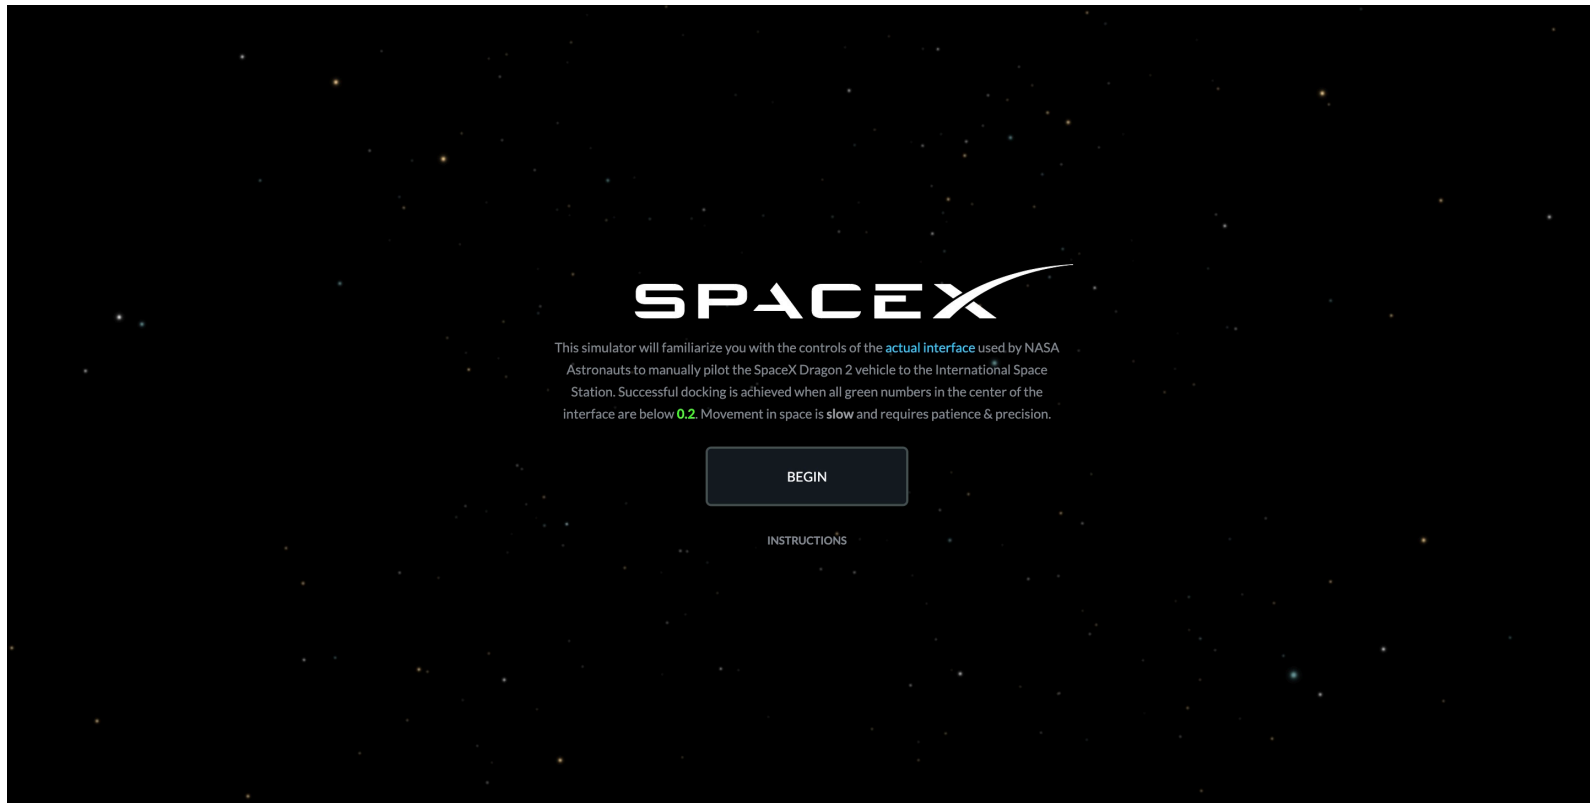 SPACEX
This simulator will familiarize you with the controls of the actual interface used by NASA
Astronauts to manually pilot the SpaceX Dragon 2 vehicle to the International Space
Station. Successful docking is achieved when all green numbers in the center of the
interface are below 0.2. Movement in space is slow and requires patience & precision.
BEGIN
INSTRUCTIONS